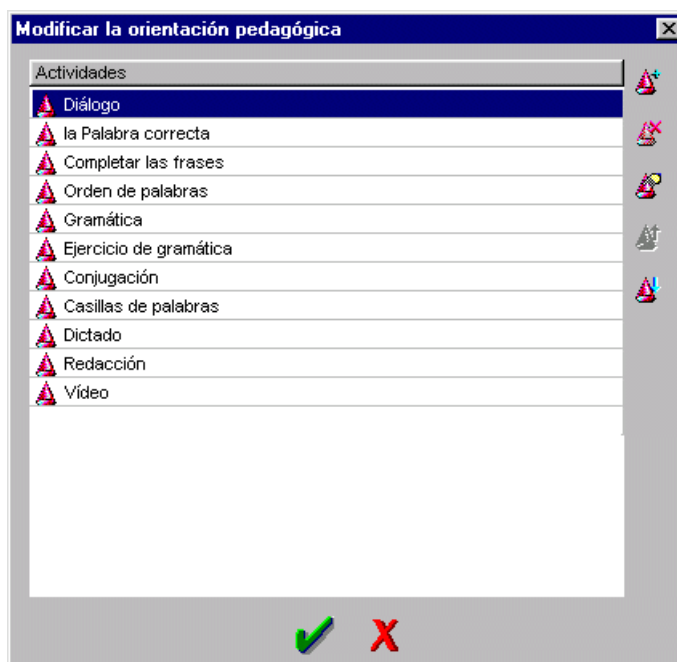 Modificar la orientación pedagógica
Actividades
Diálogo
la Palabra correcta
Completar las frases
Orden de palabras
Gramática
Ejercicio de gramática
Conjugación
Casillas de palabras
Dictado
Redacción
Vídeo